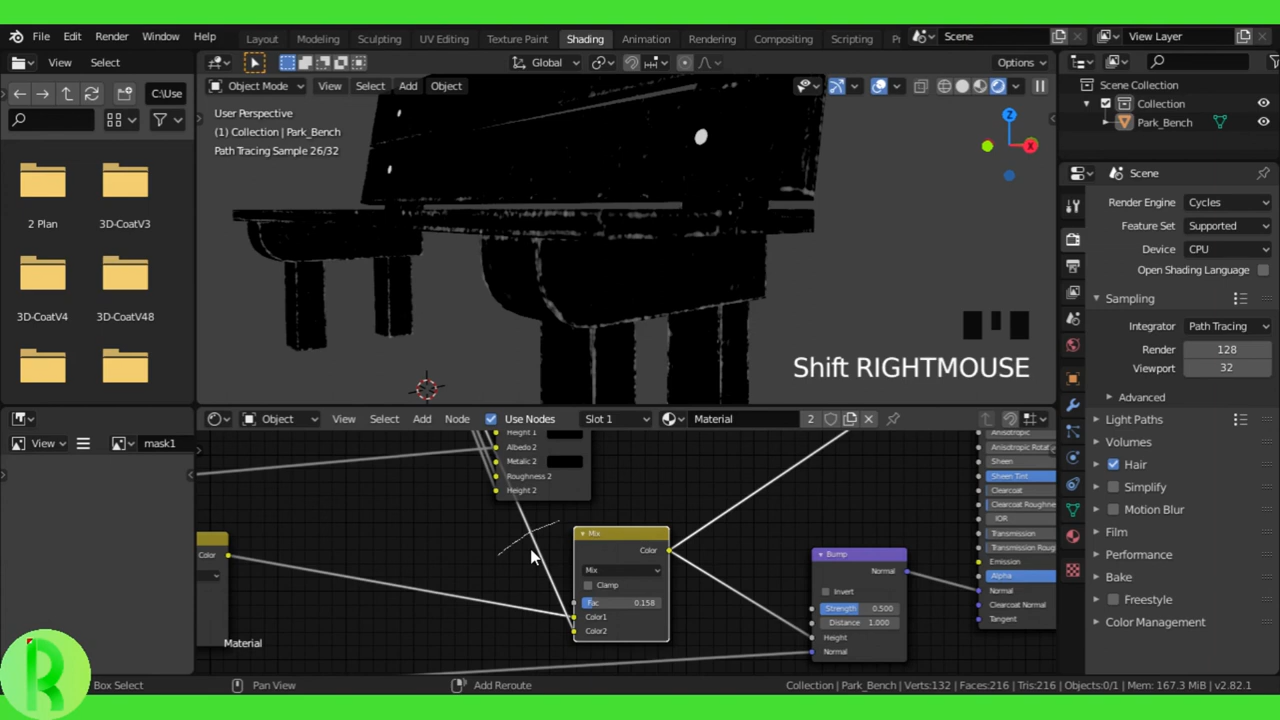 File Edit Render Window Help Layout Modeling Sculpting UV Editing Texture Paint Shading Animation Rendering Compositing Scripting Scene View Layer
View Select Global Options
Object Mode View Select Add Object
C:\Use
User Perspective
(1) Collection | Park_Bench
Path Tracing Sample 26/32
X
Z
2 Plan 3D-CoatV3
3D-CoatV4 3D-CoatV48
Shift RIGHTMOUSE
Scene Collection
Collection
Park_Bench
Scene
Render Engine Cycles
Feature Set Supported
Device CPU
Open Shading Language
Sampling
Integrator Path Tracing
Render 128
Viewport 32
Advanced
Light Paths
Volumes
Hair
Simplify
Motion Blur
Film
Performance
Bake
Freestyle
Color Management
View mask1
Object View Select Add Node Use Nodes Slot 1 Material 2
Height 1
Albedo 2
Metalic 2
Roughness 2
Height 2
Color
Mix
Color
Mix
Clamp
Fac 0.158
Color1
Color2
Bump
Normal
Invert
Strength 0.500
Distance 1.000
Height
Normal
Anisotropic
Anisotropic Rotat
Sheen
Sheen Tint
Clearcoat
Clearcoat Roughne
IOR
Transmission
Transmission Roug
Emission
Alpha
Normal
Clearcoat Normal
Tangent
Material
Box Select Pan View Add Reroute Collection | Park_Bench | Verts:132 | Faces:216 | Tris:216 | Objects:0/1 | Mem: 167.3 MiB | v2.82.1